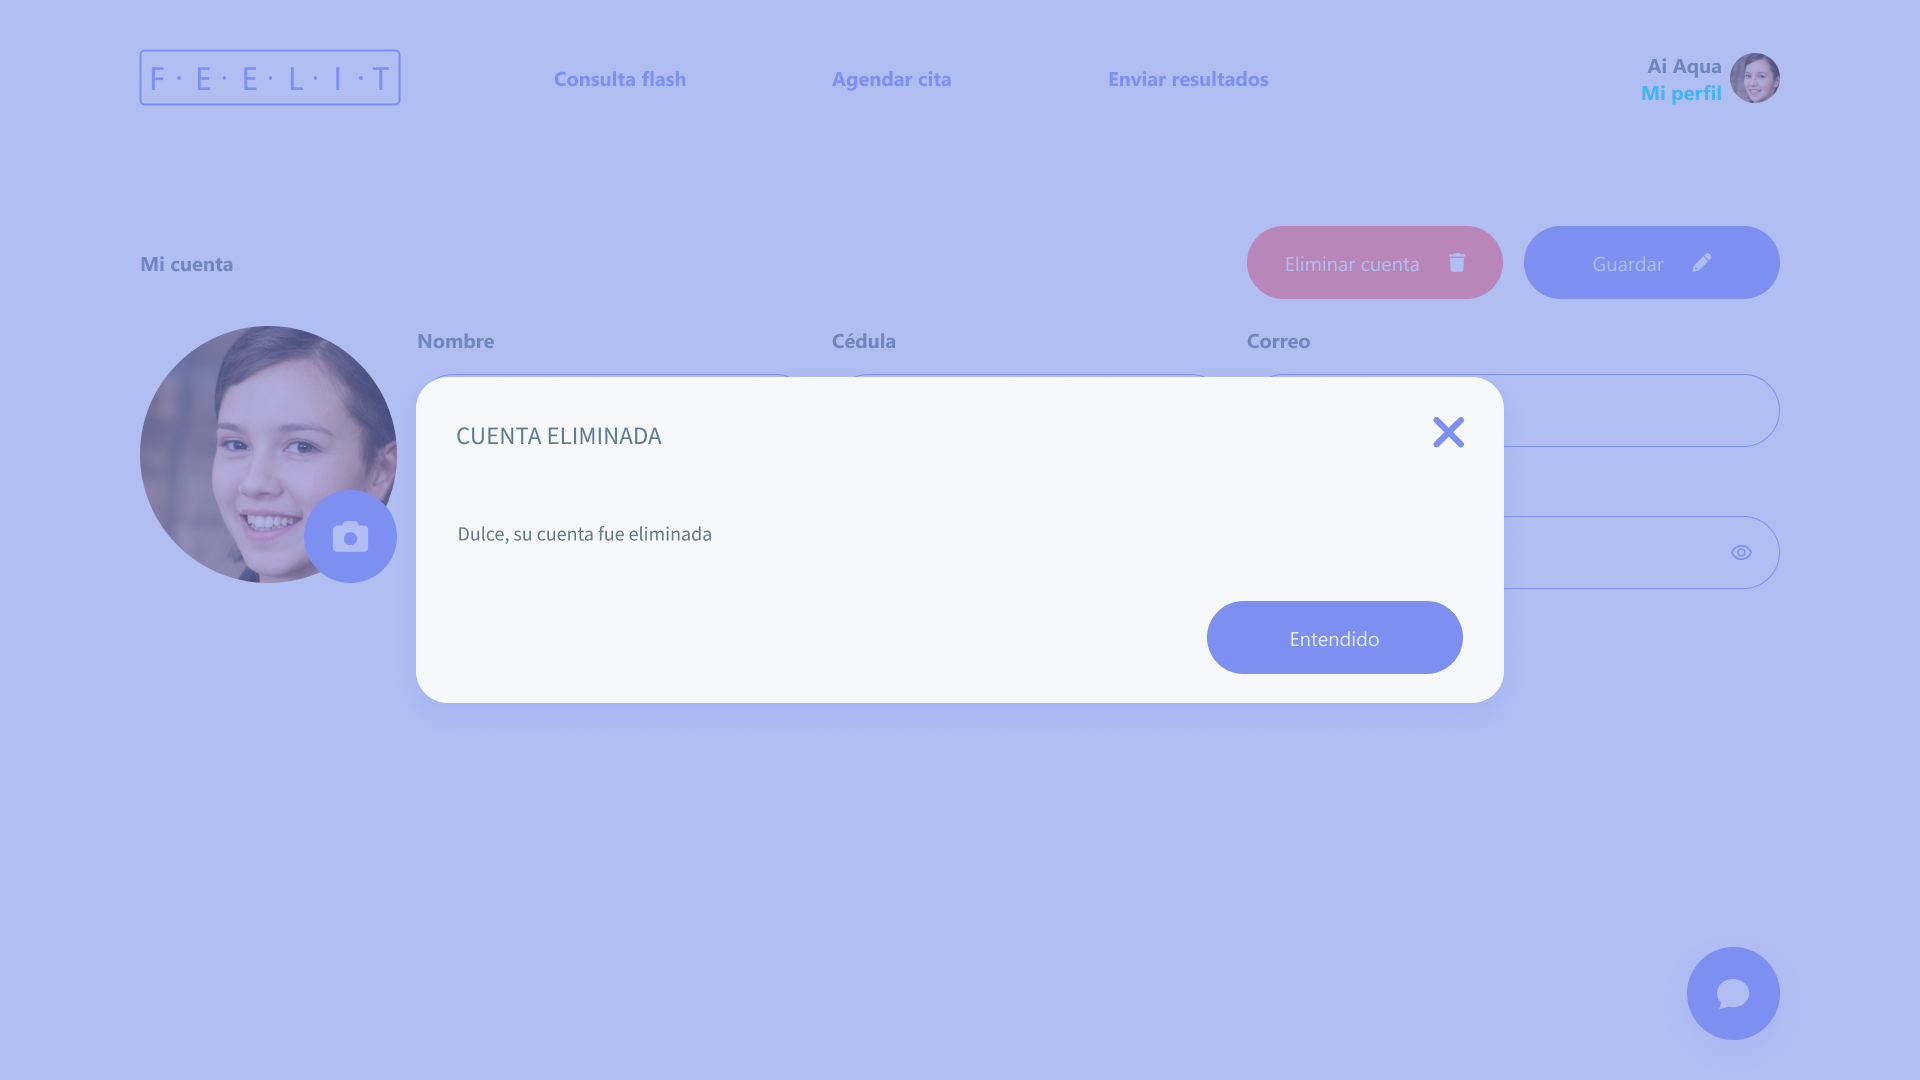 F·E·E·L·I·T
Consulta flash
Agendar cita
Enviar resultados
Ai Aqua
Mi perfil
Mi cuenta
Eliminar cuenta
Guardar
Nombre
Cédula
Correo
CUENTA ELIMINADA
Dulce, su cuenta fue eliminada
Entendido